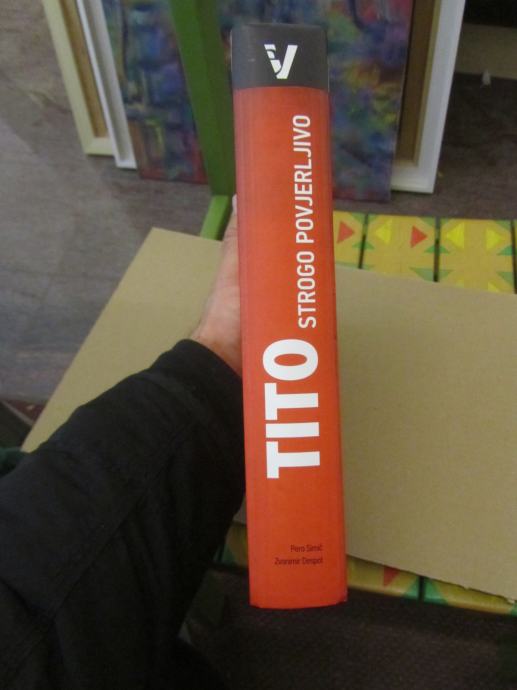 TITO STROGO POVJERLJIVO
Pero Simić
Zvonimir Despot